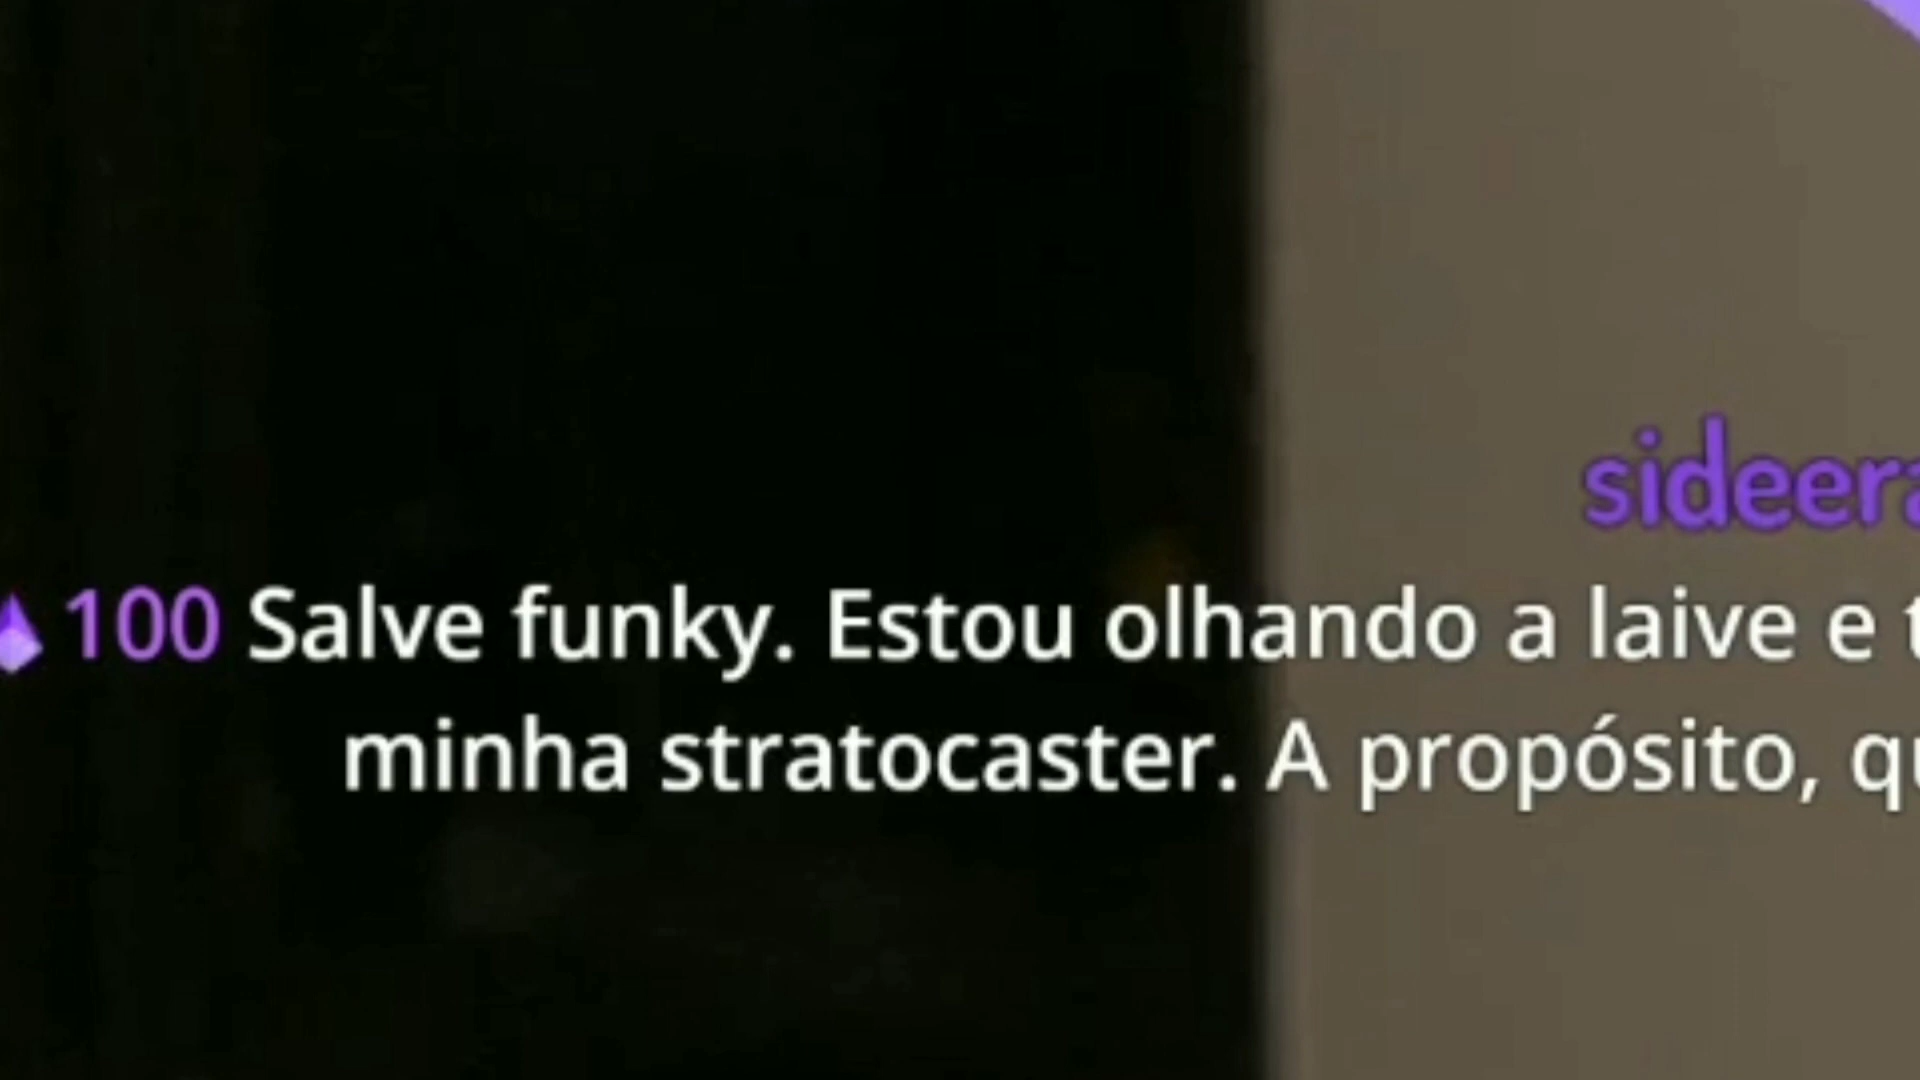 sideera
100 Salve funky. Estou olhando a laive e
minha stratocaster. A propósito,